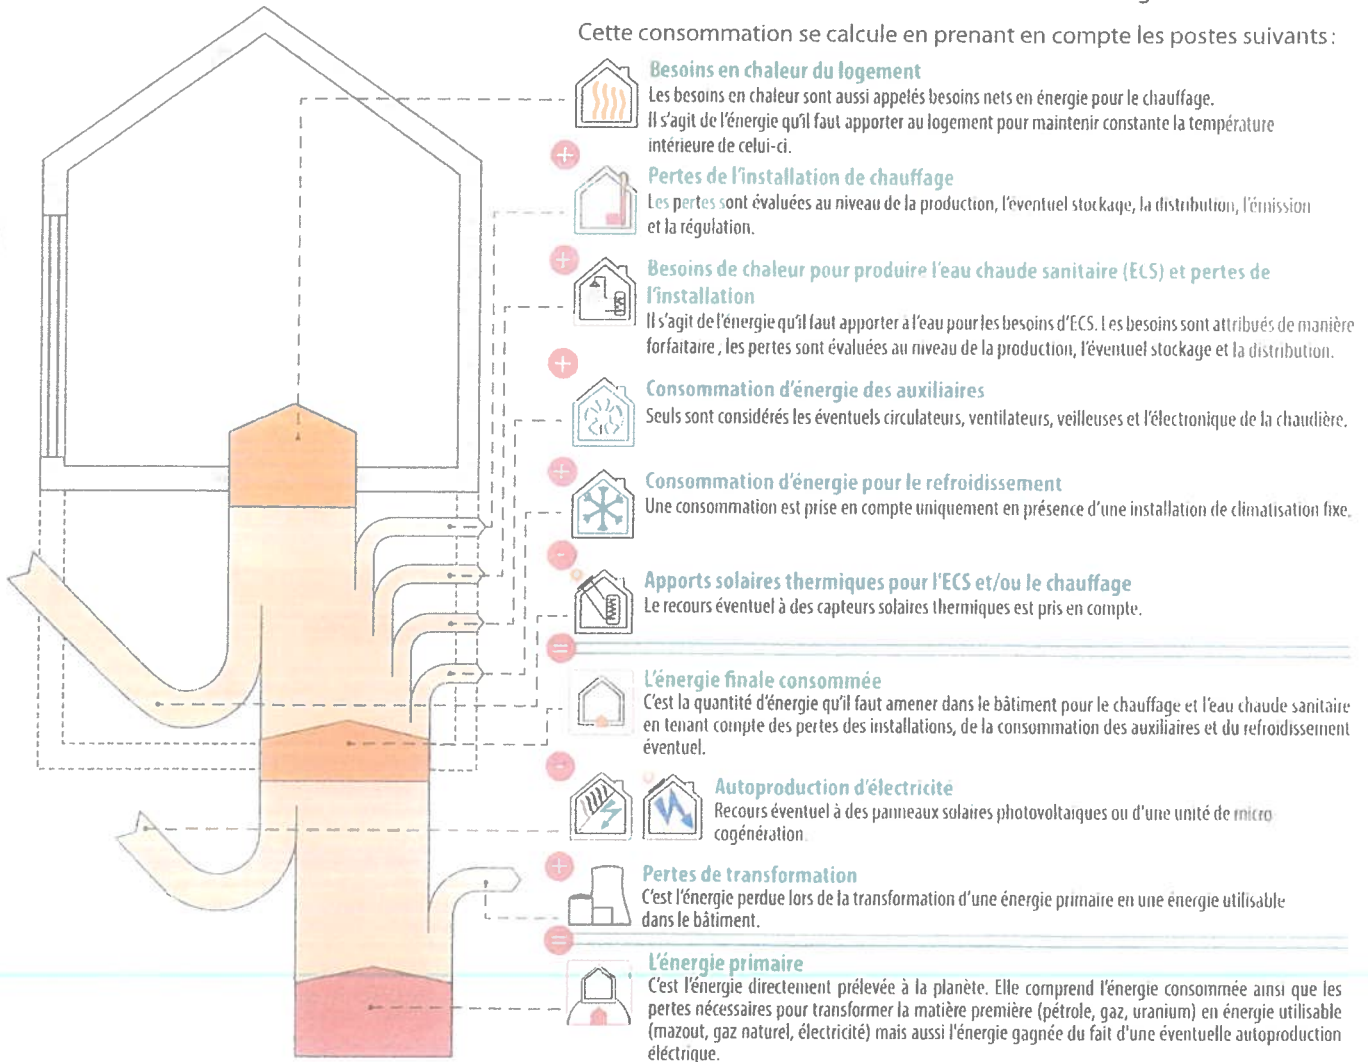 Cette consommation se calcule en prenant en compte les postes suivants :
Besoins en chaleur du logement
Les besoins en chaleur sont aussi appelés besoins nets en énergie pour le chauffage.
Il s'agit de l'énergie qu'il faut apporter au logement pour maintenir constante la température
intérieure de celui-ci.
+
Pertes de l'installation de chauffage
Les pertes sont évaluées au niveau de la production, l'éventuel stockage, la distribution, l'émission
et la régulation.
+
Besoins de chaleur pour produire l'eau chaude sanitaire (ECS) et pertes de
l'installation
Il s'agit de l'énergie qu'il faut apporter à l'eau pour les besoins d'ECS. Les besoins sont attribués de manière
forfaitaire, les pertes sont évaluées au niveau de la production, l'éventuel stockage et la distribution.
+
Consommation d'énergie des auxiliaires
Seuls sont considérés les éventuels circulateurs, ventilateurs, veilleuses et l'électronique de la chaudière.
+
Consommation d'énergie pour le refroidissement
Une consommation est prise en compte uniquement en présence d'une installation de climatisation fixe.
-
Apports solaires thermiques pour l'ECS et/ou le chauffage
Le recours éventuel à des capteurs solaires thermiques est pris en compte.
=
L'énergie finale consommée
C'est la quantité d'énergie qu'il faut amener dans le bâtiment pour le chauffage et l'eau chaude sanitaire
en tenant compte des pertes des installations, de la consommation des auxiliaires et du refroidissement
éventuel.
-
Autoproduction d'électricité
Recours éventuel à des panneaux solaires photovoltaïques ou d'une unité de micro
cogénération.
+
Pertes de transformation
C'est l'énergie perdue lors de la transformation d'une énergie primaire en une énergie utilisable
dans le bâtiment.
=
L'énergie primaire
C'est l'énergie directement prélevée à la planète. Elle comprend l'énergie consommée ainsi que les
pertes nécessaires pour transformer la matière première (pétrole, gaz, uranium) en énergie utilisable
(mazout, gaz naturel, électricité) mais aussi l'énergie gagnée du fait d'une éventuelle autoproduction
éléctrique.